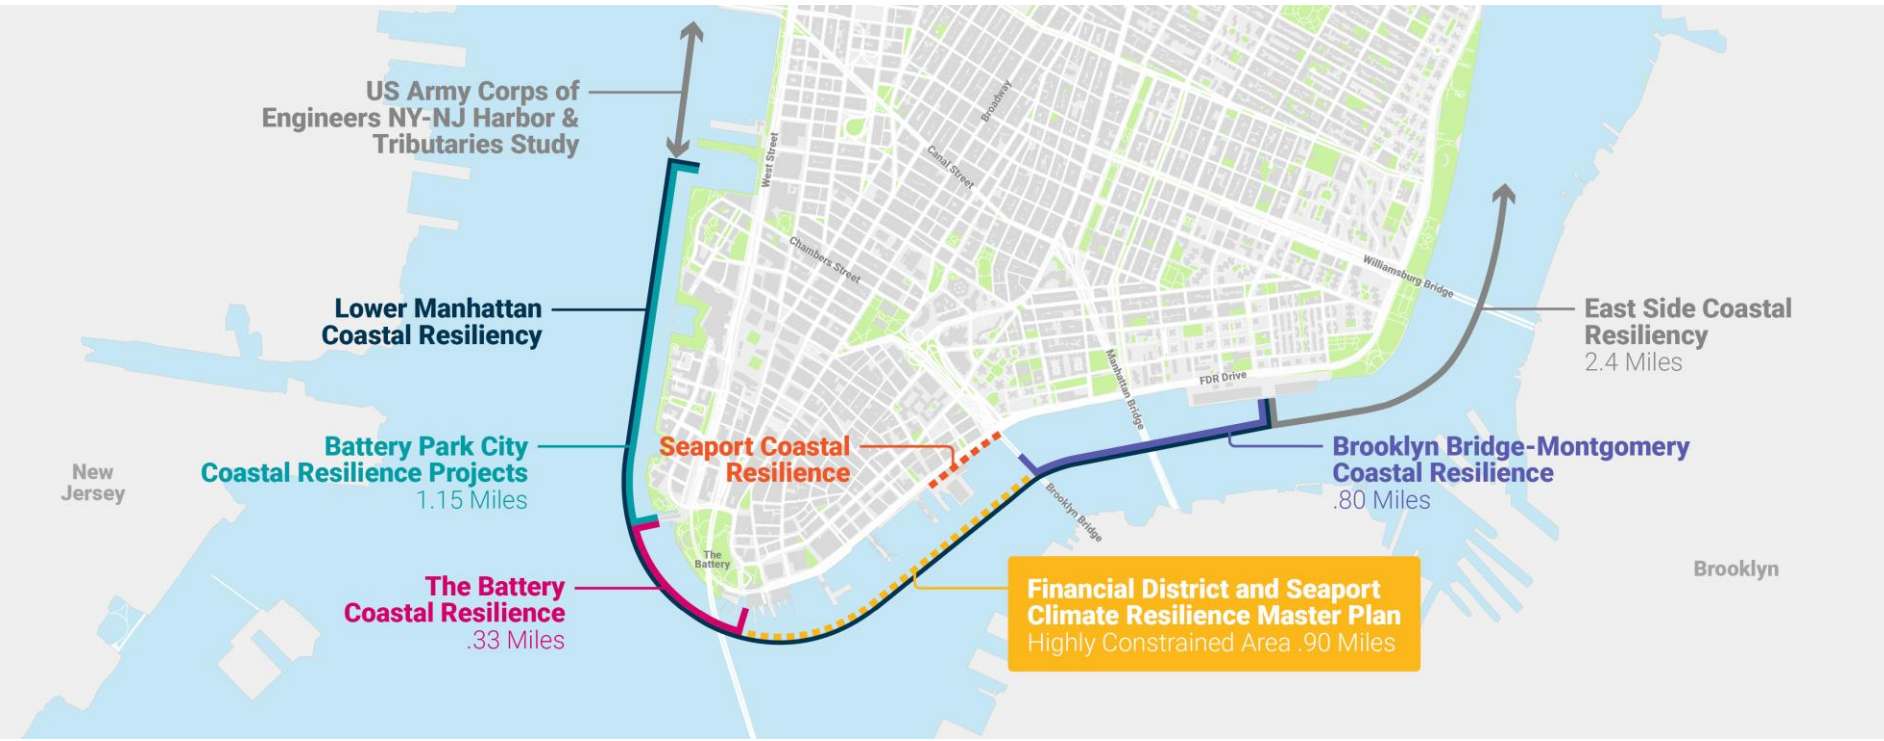 US Army Corps of
Engineers NY-NJ Harbor &
Tributaries Study
Broadway
West Street
Canal Street
Chambers Street
Williamsburg Bridge
Lower Manhattan
Coastal Resiliency
East Side Coastal
Resiliency
2.4 Miles
Manhattan Bridge
FDR Drive
Battery Park City
Coastal Resilience Projects
1.15 Miles
Seaport Coastal
Resilience
Brooklyn Bridge-Montgomery
Coastal Resilience
.80 Miles
New
Jersey
Brooklyn Bridge
The
Battery
The Battery
Coastal Resilience
.33 Miles
Financial District and Seaport
Climate Resilience Master Plan
Highly Constrained Area .90 Miles
Brooklyn